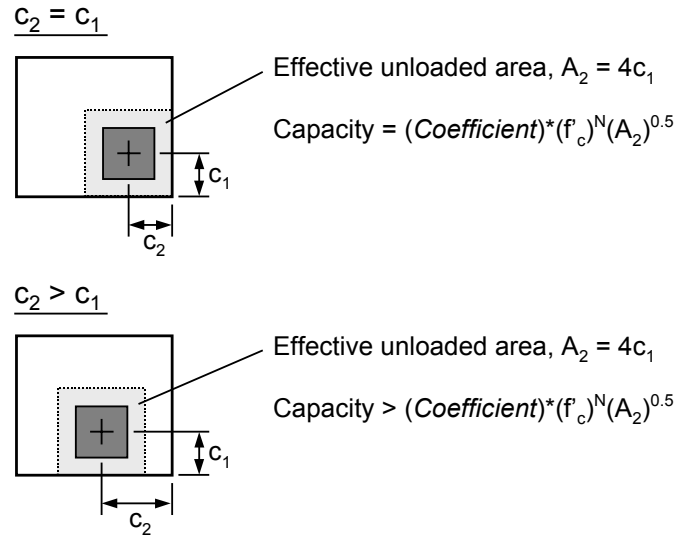 c₂ = c₁
Effective unloaded area, A₂ = 4c₁
Capacity = (Coefficient)*(f'c)ᴺ(A₂)⁰·⁵
c₁
c₂
c₂ > c₁
Effective unloaded area, A₂ = 4c₁
Capacity > (Coefficient)*(f'c)ᴺ(A₂)⁰·⁵
c₁
c₂